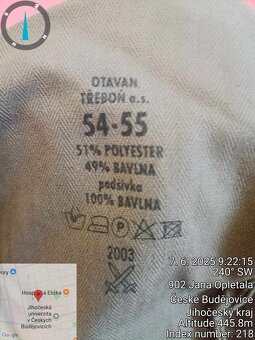 OTAVAN
TŘEBOŇ a.s.
54-55
51% POLYESTER
49% BAVLNA
podšívka
100% BAVLNA
P
2003
7. 6. 2025 9:22:15
240° SW
902 Jana Opletala
České Budějovice
Jihočeský kraj
Altitude 445.8m
Index number: 218
Hospoda Eliška
Jihočeská
univerzita
v Českých
Budějovicích
Google